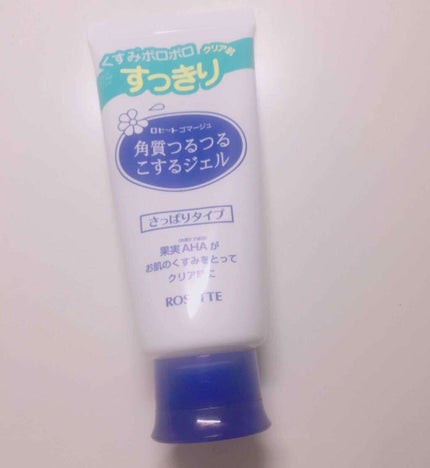 くすみポロポロ クリア肌
すっきり
ロゼット ゴマージュ
角質つるつる
こするジェル
さっぱりタイプ
果実AHAが
お肌のくすみをとって
クリア肌に
ROSETTE